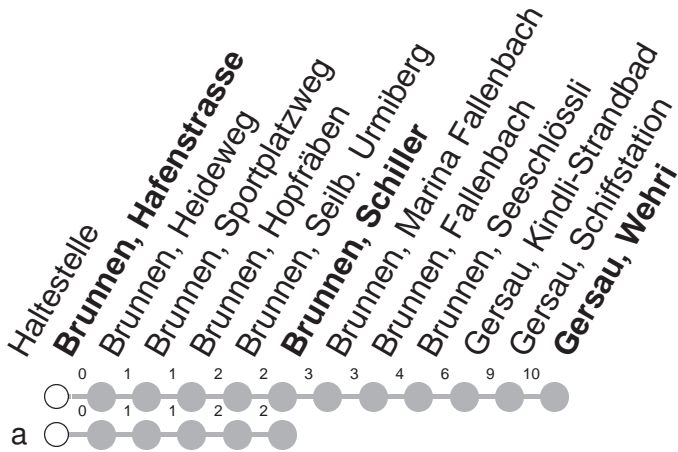 Haltestelle
Brunnen, Hafenstrasse
Brunnen, Heideweg
Brunnen, Sportplatzweg
Brunnen, Hopfräben
Brunnen, Seilb. Urmiberg
Brunnen, Schiller
Brunnen, Marina Fallenbach
Brunnen, Fallenbach
Brunnen, Seeschlössli
Gersau, Kindli-Strandbad
Gersau, Schiffstation
Gersau, Wehri
0 1 1 2 2 3 3 4 6 9 10
0 1 1 2 2
a